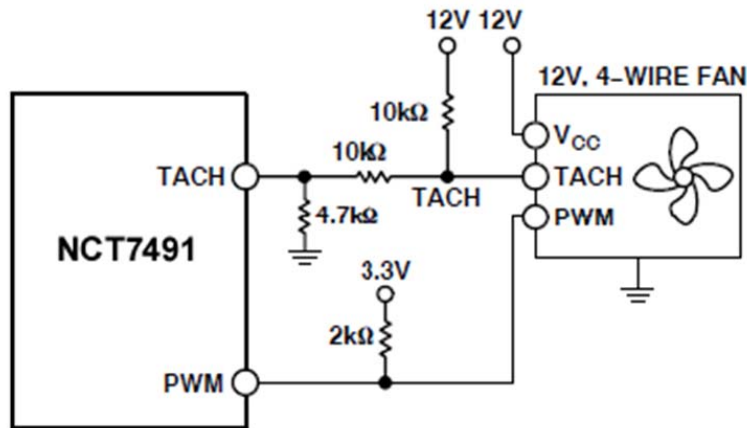 12V 12V
12V, 4-WIRE FAN
10kΩ
VCC
10kΩ
TACH
TACH
TACH
4.7kΩ
PWM
NCT7491
3.3V
2kΩ
PWM